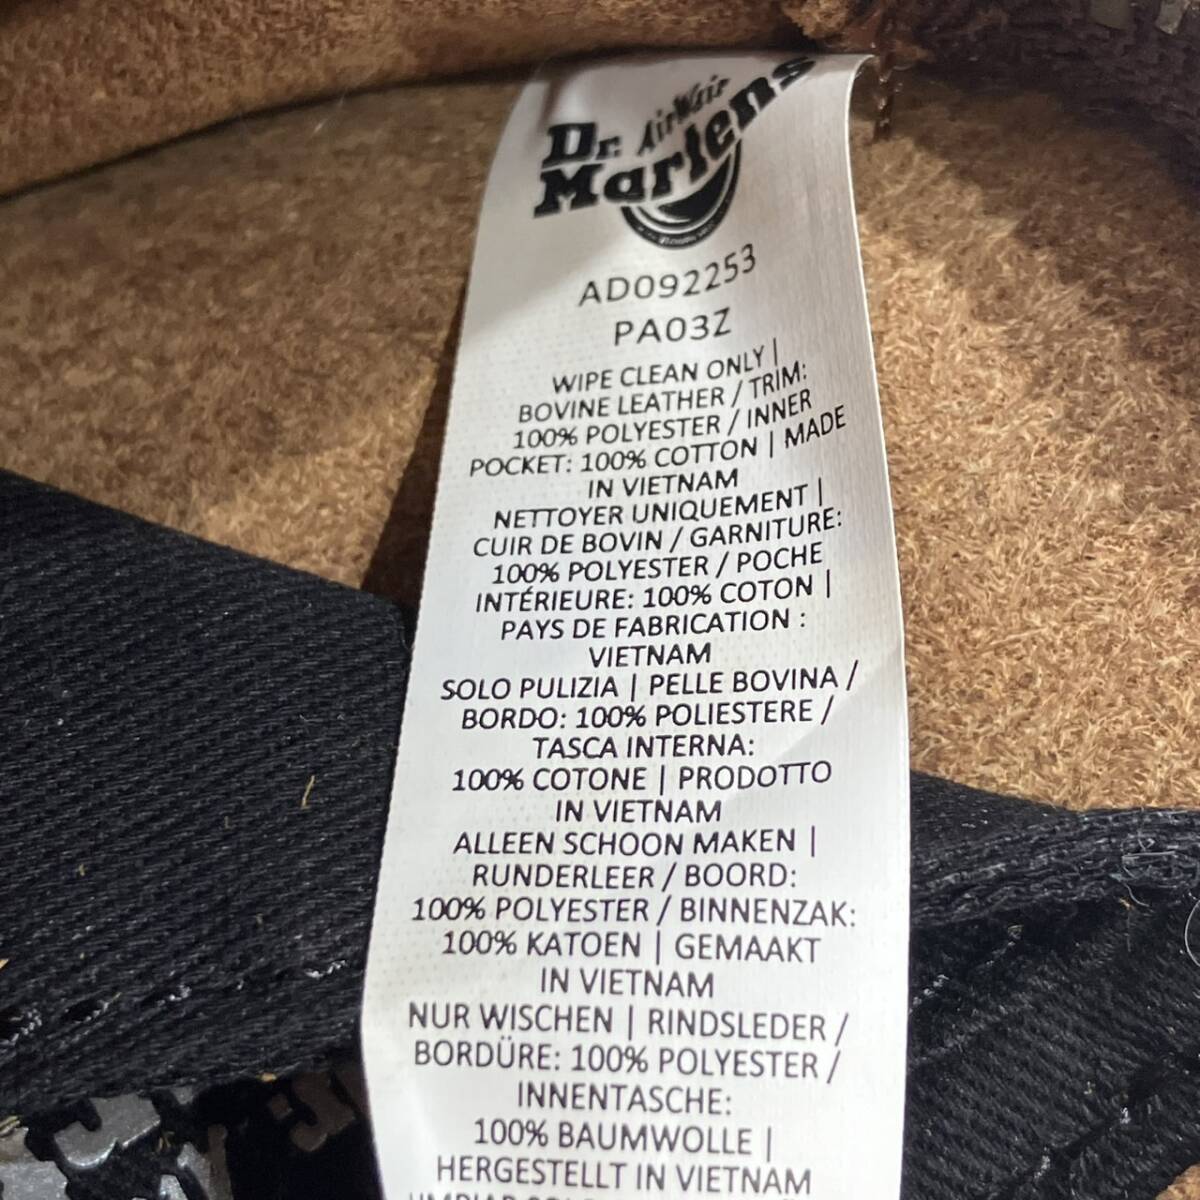 AirWair
Dr.
Martens
AD092253
PA03Z
WIPE CLEAN ONLY |
BOVINE LEATHER / TRIM:
100% POLYESTER / INNER
POCKET: 100% COTTON | MADE
IN VIETNAM
NETTOYER UNIQUEMENT |
CUIR DE BOVIN / GARNITURE:
100% POLYESTER / POCHE
INTÉRIEURE: 100% COTON |
PAYS DE FABRICATION :
VIETNAM
SOLO PULIZIA | PELLE BOVINA /
BORDO: 100% POLIESTERE /
TASCA INTERNA:
100% COTONE | PRODOTTO
IN VIETNAM
ALLEEN SCHOON MAKEN |
RUNDERLEER / BOORD:
100% POLYESTER / BINNENZAK:
100% KATOEN | GEMAAKT
IN VIETNAM
NUR WISCHEN | RINDSLEDER /
BORDÜRE: 100% POLYESTER /
INNENTASCHE:
100% BAUMWOLLE |
HERGESTELLT IN VIETNAM